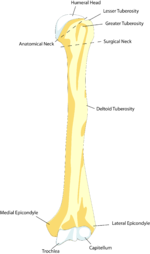 Humeral Head
Lesser Tuberosity
Greater Tuberosity
Anatomical Neck
Surgical Neck
Deltoid Tuberosity
Medial Epicondyle
Lateral Epicondyle
Trochlea
Capitellum